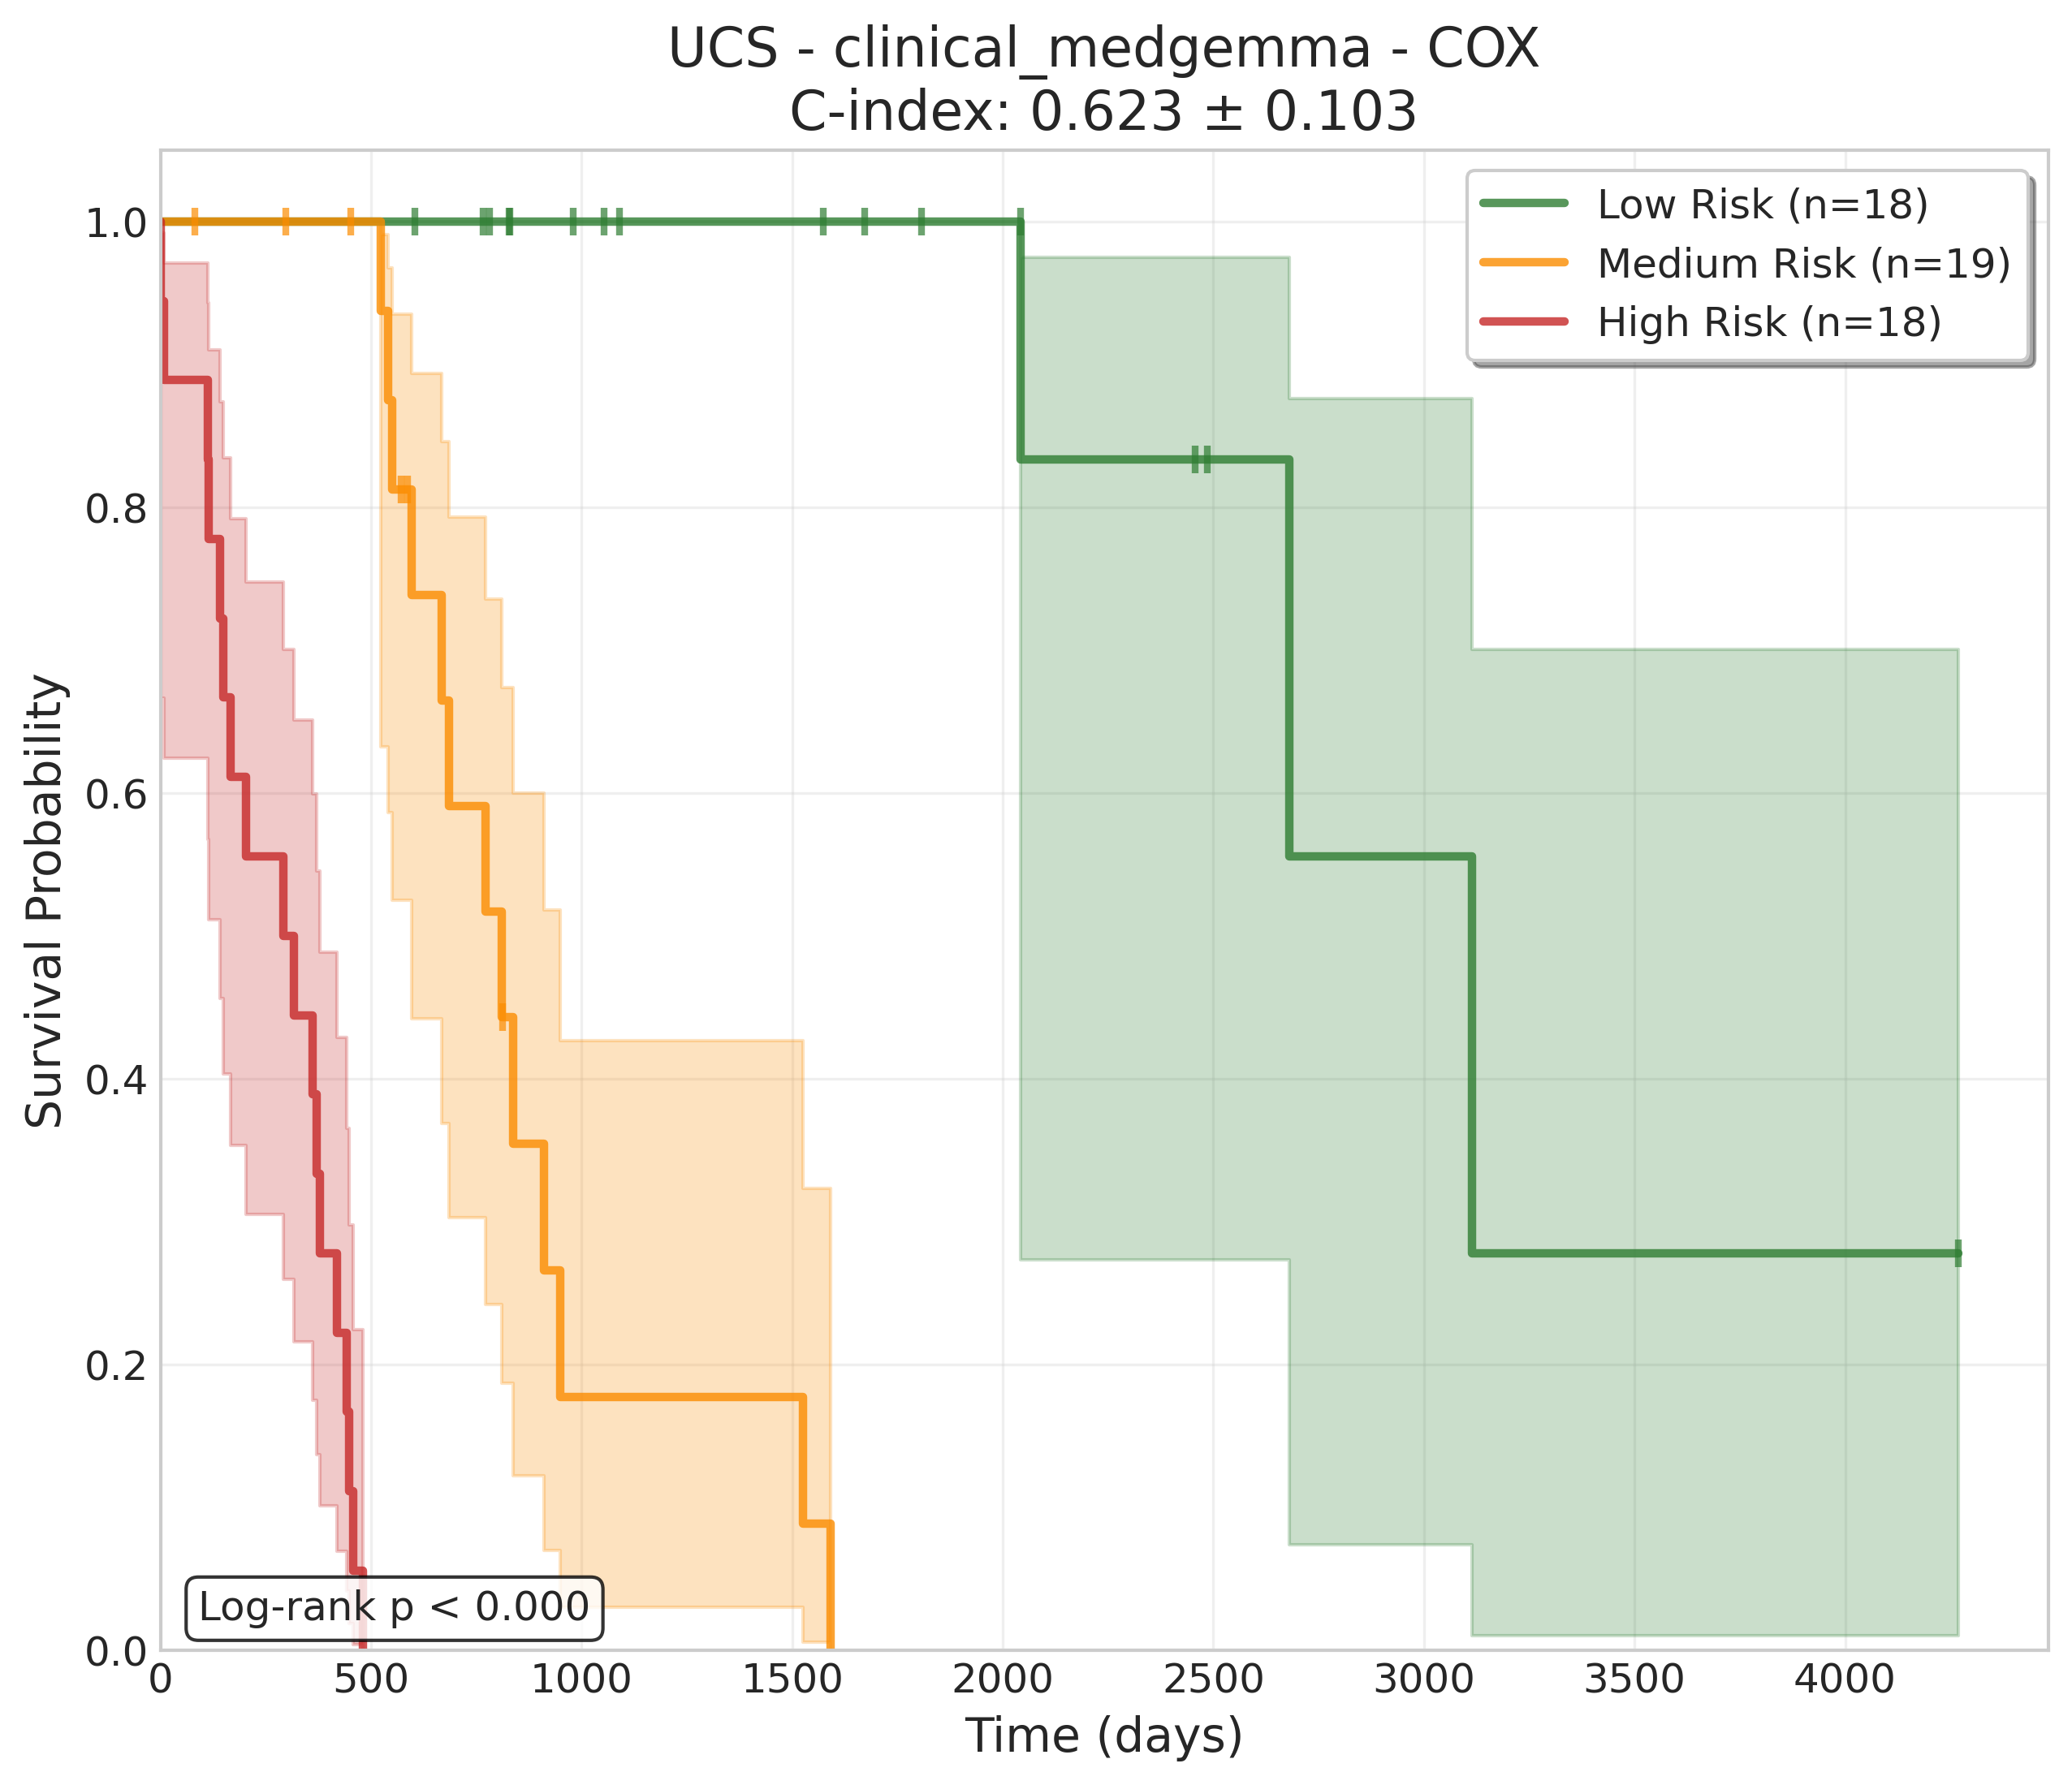 UCS - clinical_medgemma - COX
C-index: 0.623 ± 0.103
Low Risk (n=18)
Medium Risk (n=19)
High Risk (n=18)
Survival Probability
1.0
0.8
0.6
0.4
0.2
0.0
Log-rank p < 0.000
0 500 1000 1500 2000 2500 3000 3500 4000
Time (days)